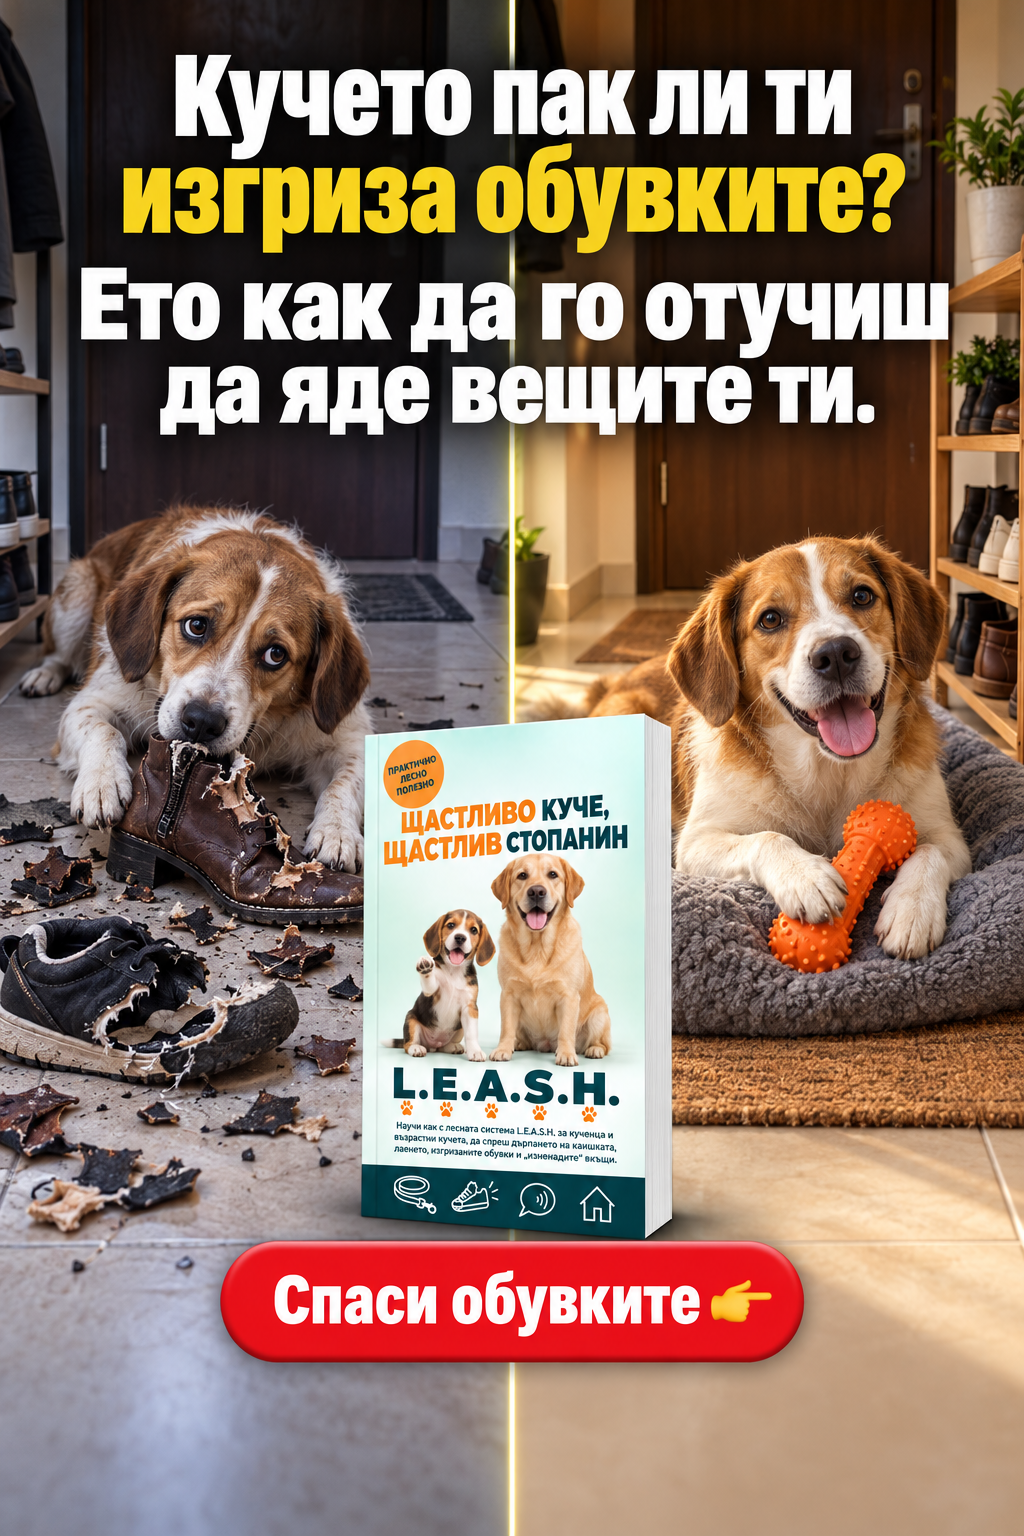 Кучето пак ли ти
изгриза обувките?
Ето как да го отучиш
да яде вещите ти.
ПРАКТИЧНО
ЛЕСНО
ПОЛЕЗНО
ЩАСТЛИВО КУЧЕ,
ЩАСТЛИВ СТОПАНИН
L.E.A.S.H.
Научи как с лесната система L.E.A.S.H. за кученца и
възрастни кучета, да спреш дърпането на каишката,
лаенето, изгризаните обувки и „изненадите“ вкъщи.
Спаси обувките 👉